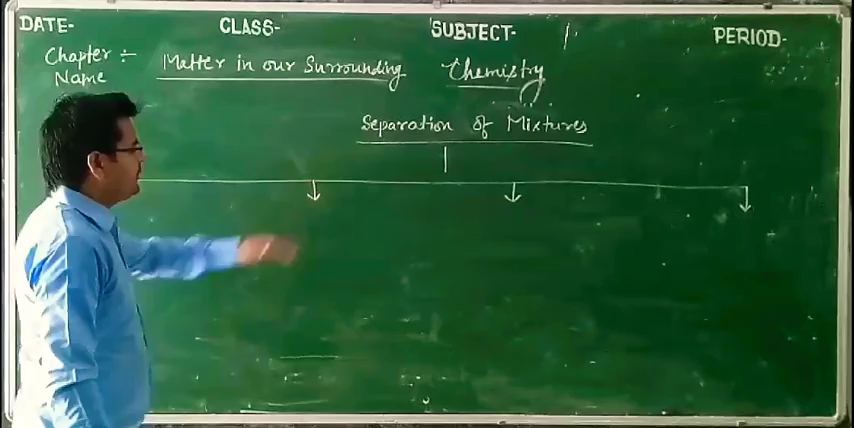 DATE- CLASS- SUBJECT- PERIOD-
Chapter :- Matter in our Surrounding Chemistry
Name
Separation of Mixtures